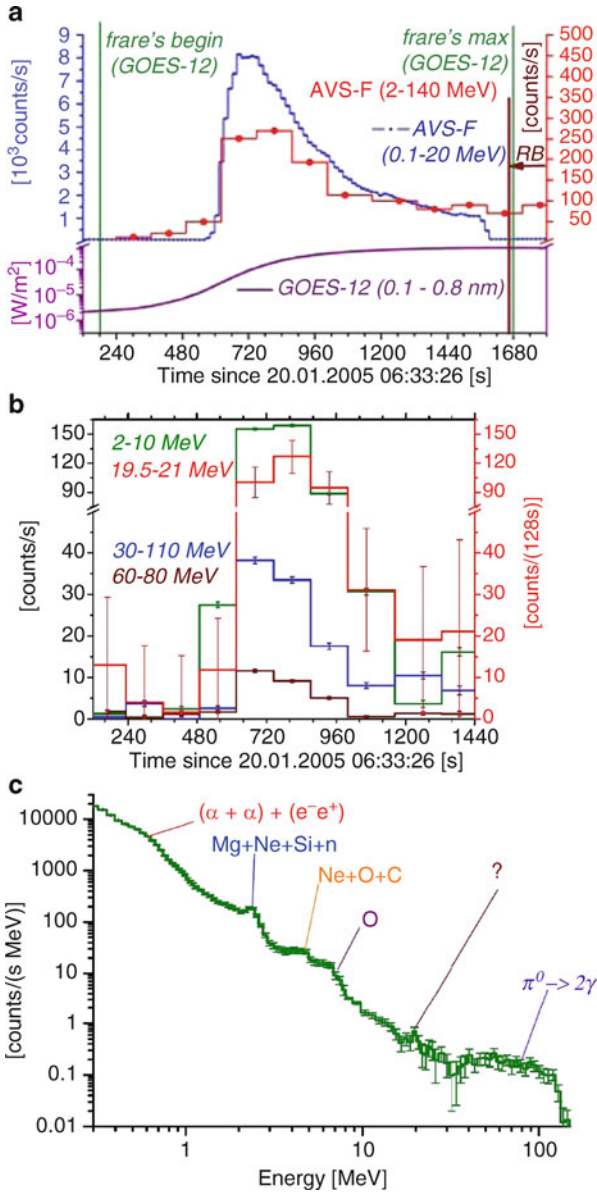 a
frare's begin
(GOES-12)
frare's max
(GOES-12)
AVS-F (2-140 MeV)
AVS-F
(0.1-20 MeV)
RB
GOES-12 (0.1 - 0.8 nm)
[10³counts/s]
9
8
7
6
5
4
3
2
1
[W/m²]
10⁻⁴
10⁻⁵
10⁻⁶
[counts/s]
500
450
400
350
300
250
200
150
100
50
240 480 720 960 1200 1440 1680
Time since 20.01.2005 06:33:26 [s]
b
2-10 MeV
19.5-21 MeV
30-110 MeV
60-80 MeV
[counts/s]
150
120
90
40
30
20
10
0
[counts/(128s)]
150
120
90
40
30
20
10
0
240 480 720 960 1200 1440
Time since 20.01.2005 06:33:26 [s]
c
(α + α) + (e⁻e⁺)
Mg+Ne+Si+n
Ne+O+C
O
?
π⁰–> 2γ
[counts/(s MeV)]
10000
1000
100
10
1
0.1
0.01
1 10 100
Energy [MeV]